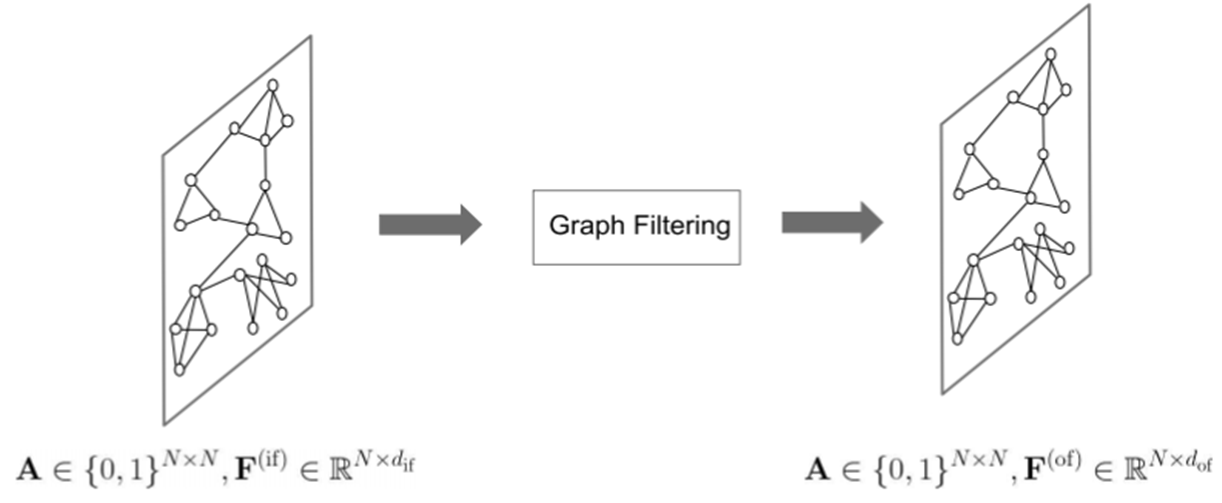 Graph Filtering
𝐀 ∈ {0, 1}^{N×N}, 𝐅^{(if)} ∈ ℝ^{N×d_{if}}
𝐀 ∈ {0, 1}^{N×N}, 𝐅^{(of)} ∈ ℝ^{N×d_{of}}